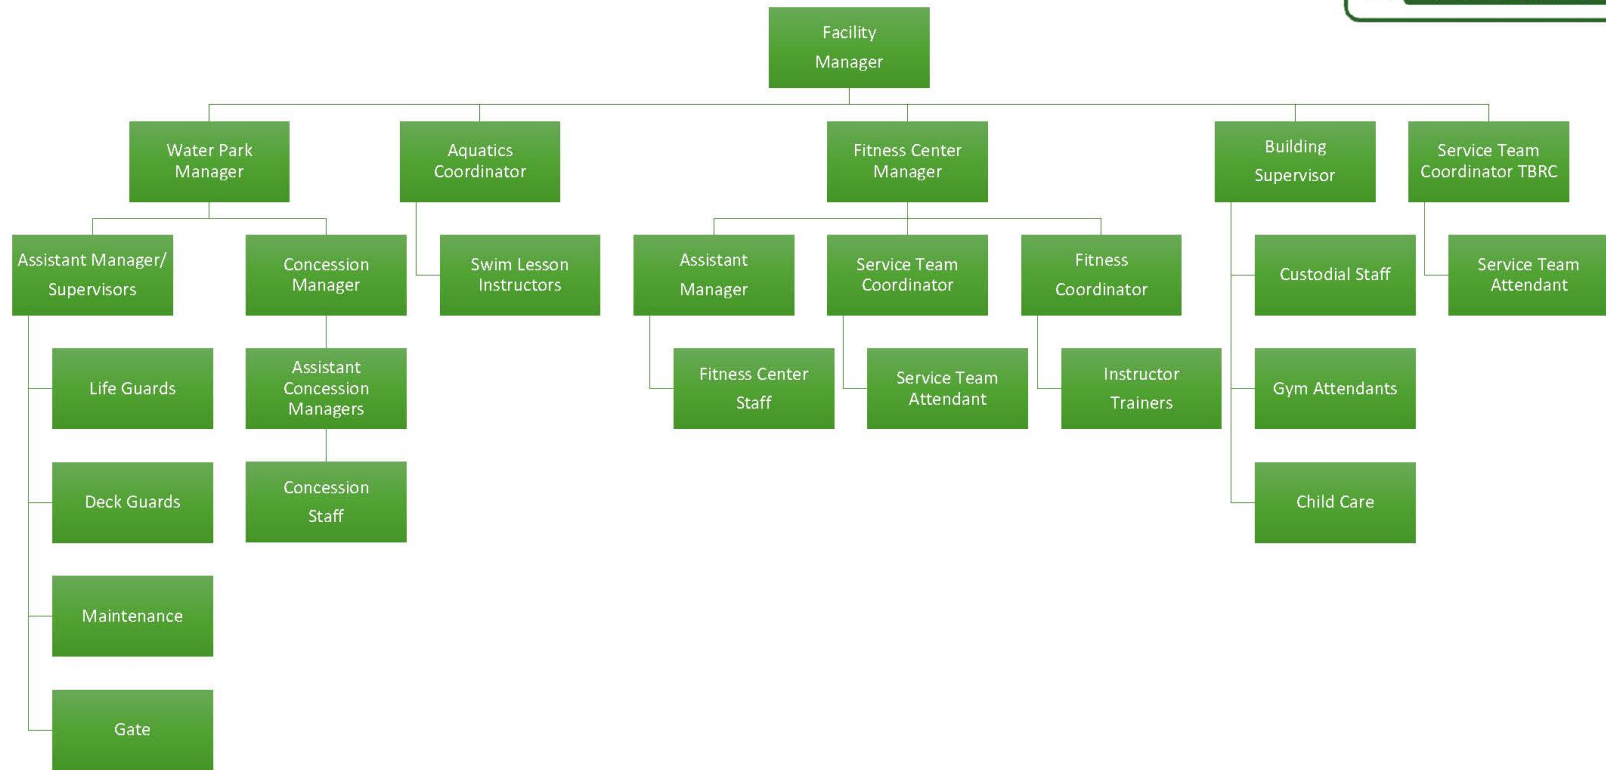 Facility
Manager
Water Park
Manager
Aquatics
Coordinator
Fitness Center
Manager
Building
Supervisor
Service Team
Coordinator TBRC
Assistant Manager/
Supervisors
Concession
Manager
Swim Lesson
Instructors
Assistant
Manager
Service Team
Coordinator
Fitness
Coordinator
Custodial Staff
Service Team
Attendant
Life Guards
Assistant
Concession
Managers
Fitness Center
Staff
Service Team
Attendant
Instructor
Trainers
Gym Attendants
Deck Guards
Concession
Staff
Child Care
Maintenance
Gate